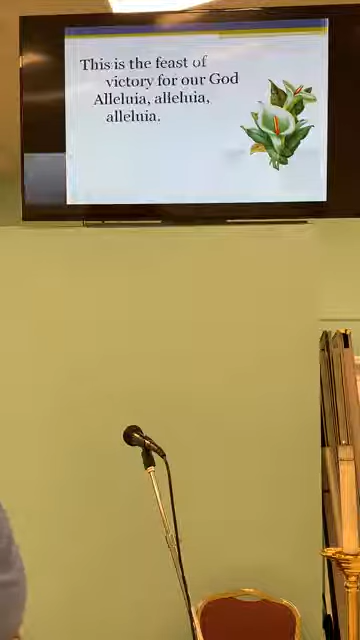 This is the feast of
victory for our God
Alleluia, alleluia,
alleluia.